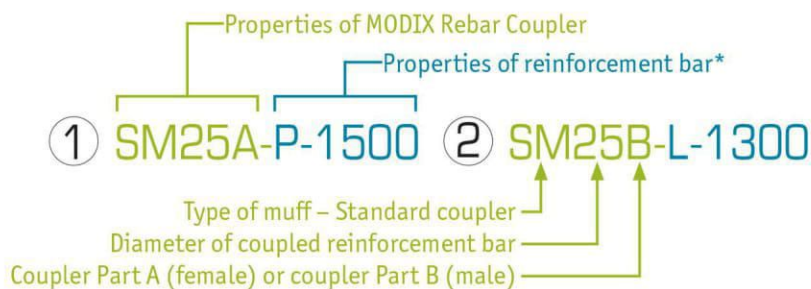 Properties of MODIX Rebar Coupler
Properties of reinforcement bar*
1 SM25A-P-1500 2 SM25B-L-1300
Type of muff – Standard coupler
Diameter of coupled reinforcement bar
Coupler Part A (female) or coupler Part B (male)